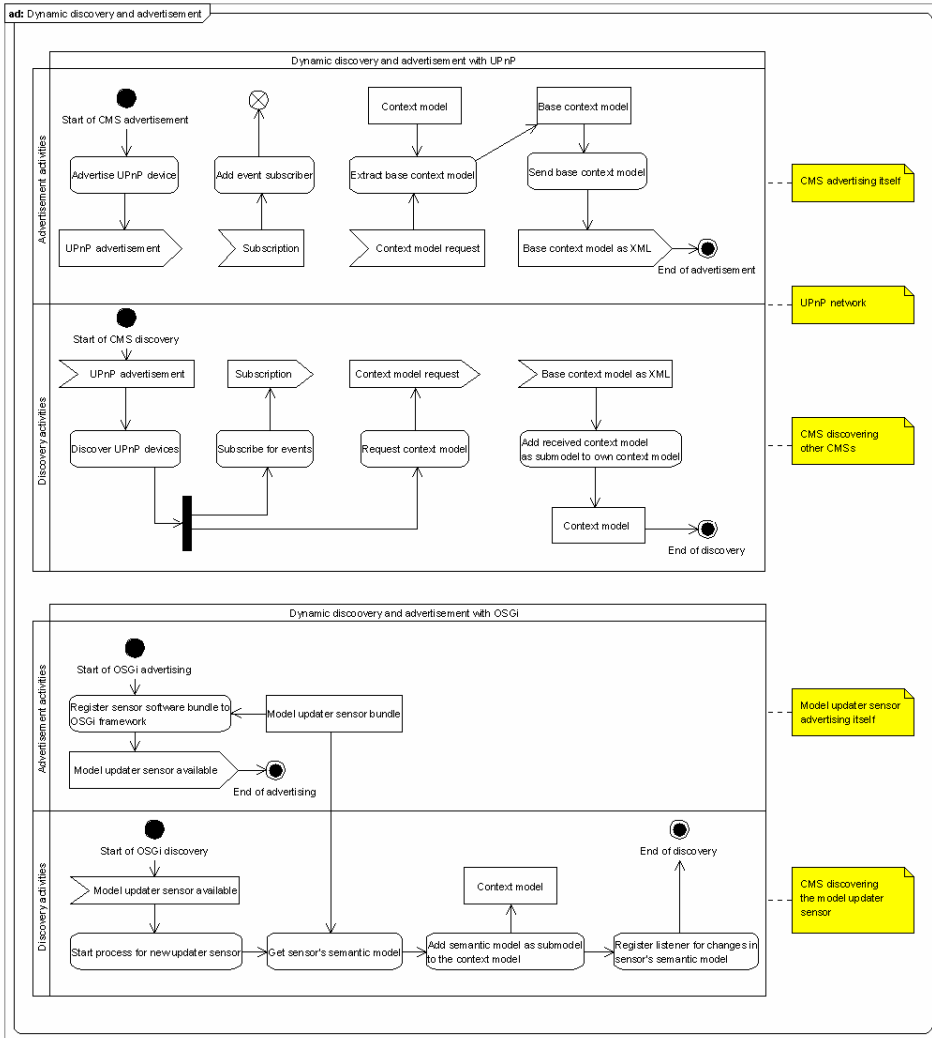 ad: Dynamic discovery and advertisement
Dynamic discovery and advertisement with UPnP
Advertisement activities
Start of CMS advertisement
Context model
Base context model
Advertise UPnP device
Add event subscriber
Extract base context model
Send base context model
CMS advertising itself
UPnP advertisement
Subscription
Context model request
Base context model as XML
End of advertisement
UPnP network
Discovery activities
Start of CMS discovery
UPnP advertisement
Subscription
Context model request
Base context model as XML
Discover UPnP devices
Subscribe for events
Request context model
Add received context model
as submodel to own context model
CMS discovering
other CMSs
Context model
End of discovery
Dynamic discoovery and advertisement with OSGi
Advertisement activities
Start of OSGi advertising
Register sensor software bundle to
OSGi framework
Model updater sensor bundle
Model updater sensor
advertising itself
Model updater sensor available
End of advertising
Discovery activities
Start of OSGi discovery
End of discovery
Model updater sensor available
Context model
CMS discovering
the model updater
sensor
Start process for new updater sensor
Get sensor's semantic model
Add semantic model as submodel
to the context model
Register listener for changes in
sensor's semantic model